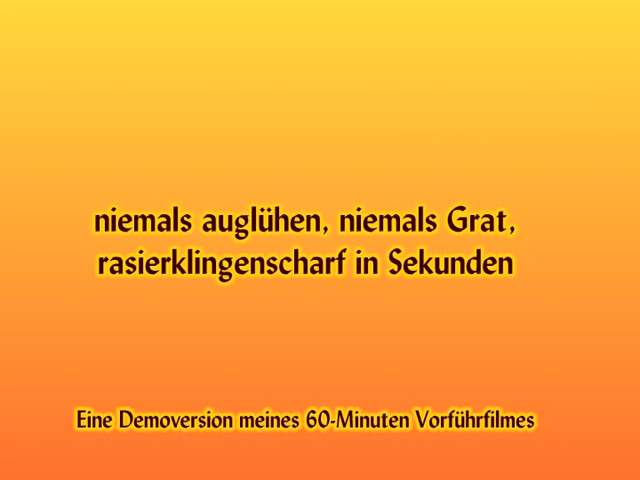 niemals auglühen, niemals Grat,
rasierklingenscharf in Sekunden
Eine Demoversion meines 60-Minuten Vorführfilmes